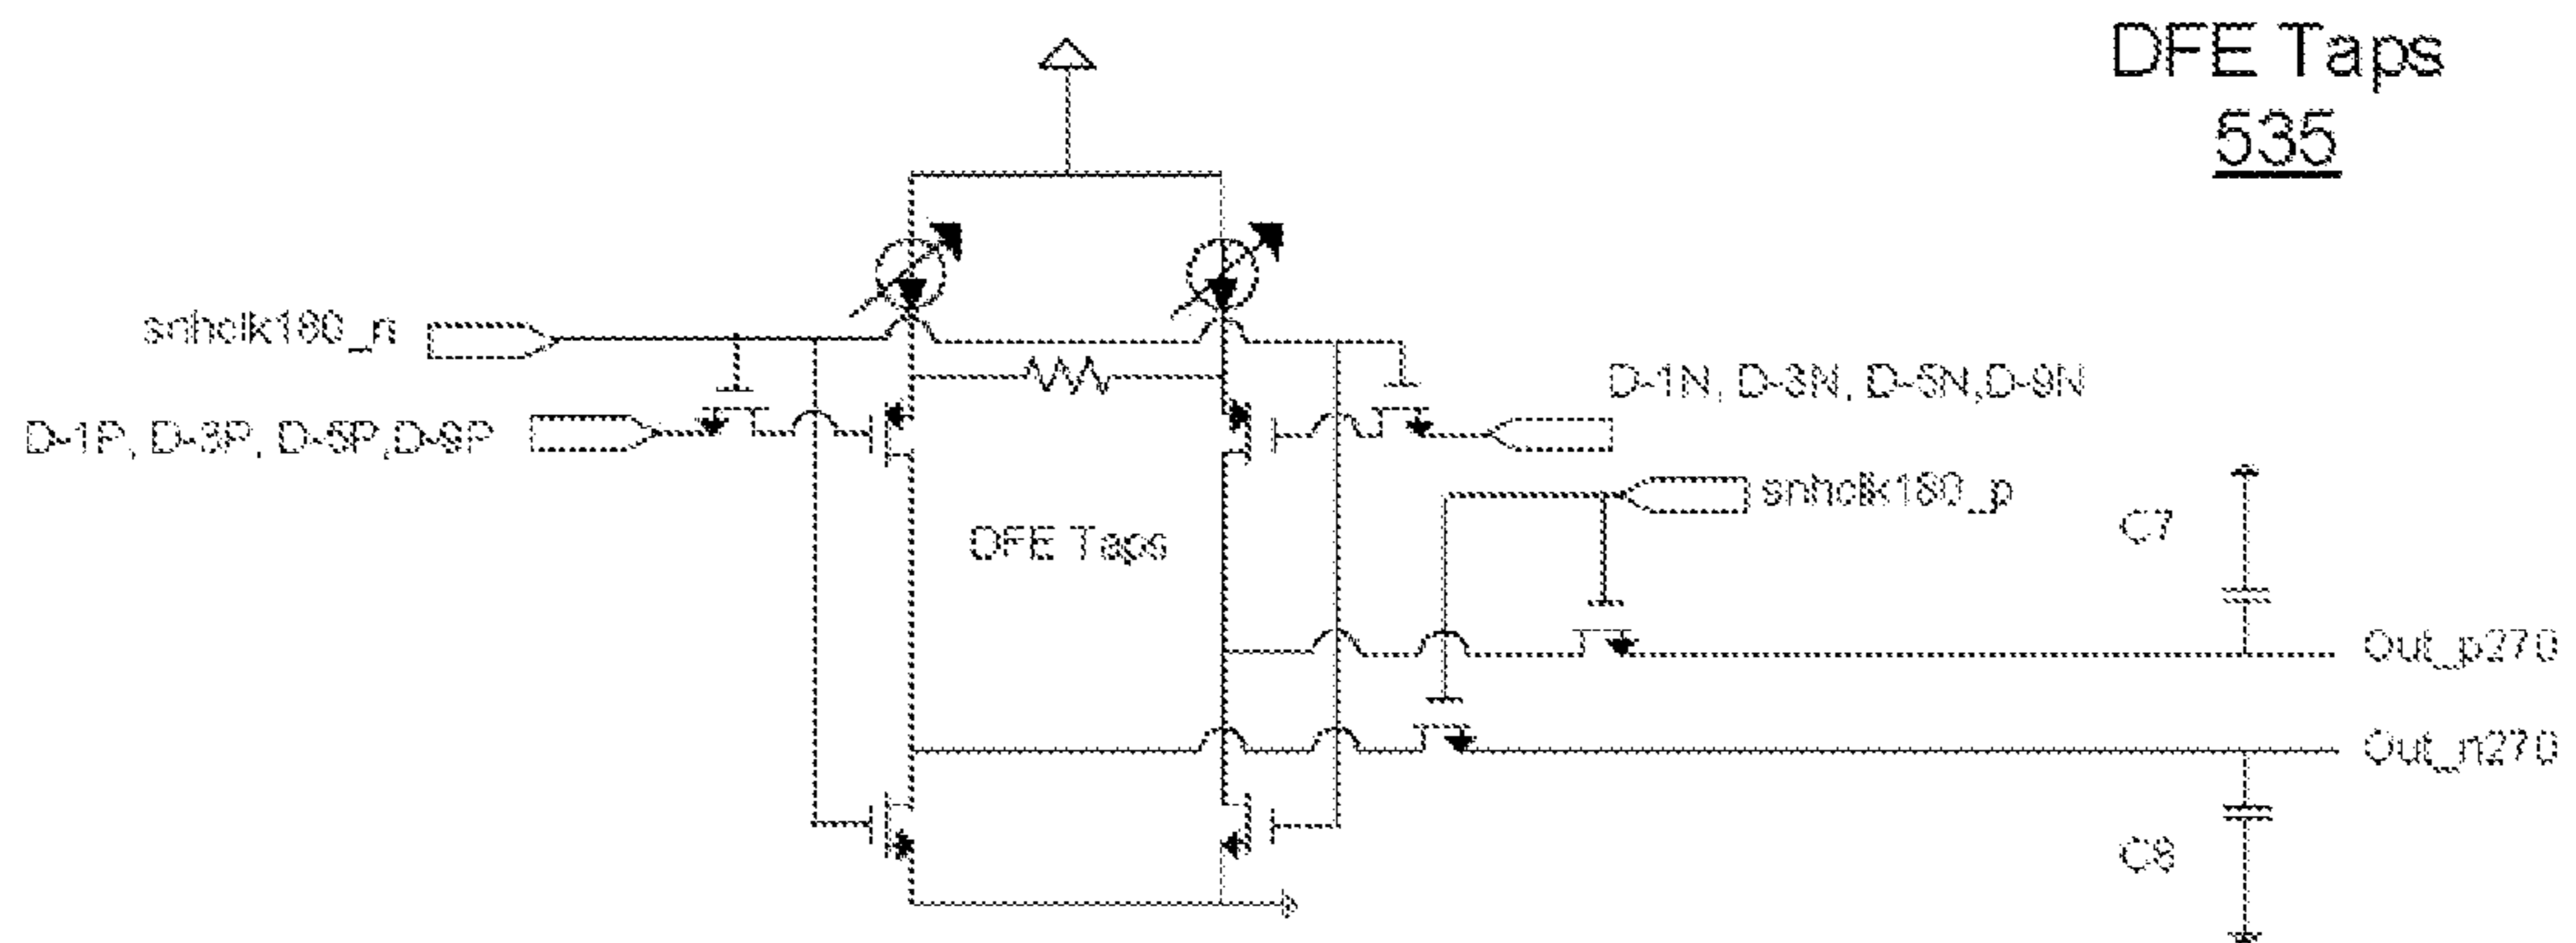 DFE Taps
535
snhclk180_n
D-1P, D-3P, D-5P,D-9P
D-1N, D-3N, D-5N,D-9N
snhclk180_p
C7
DFE Taps
Out_p270
Out_n270
C8